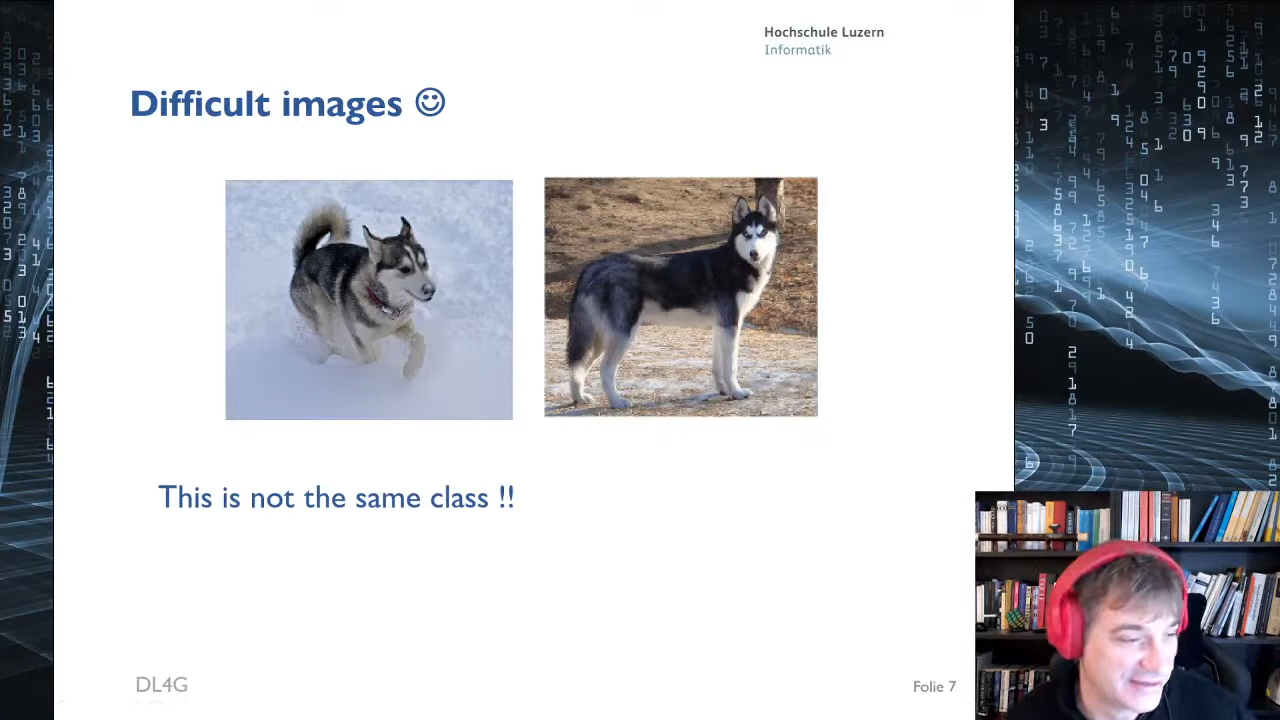 Hochschule Luzern
Informatik
Difficult images ☺
This is not the same class !!
DL4G
Folie 7